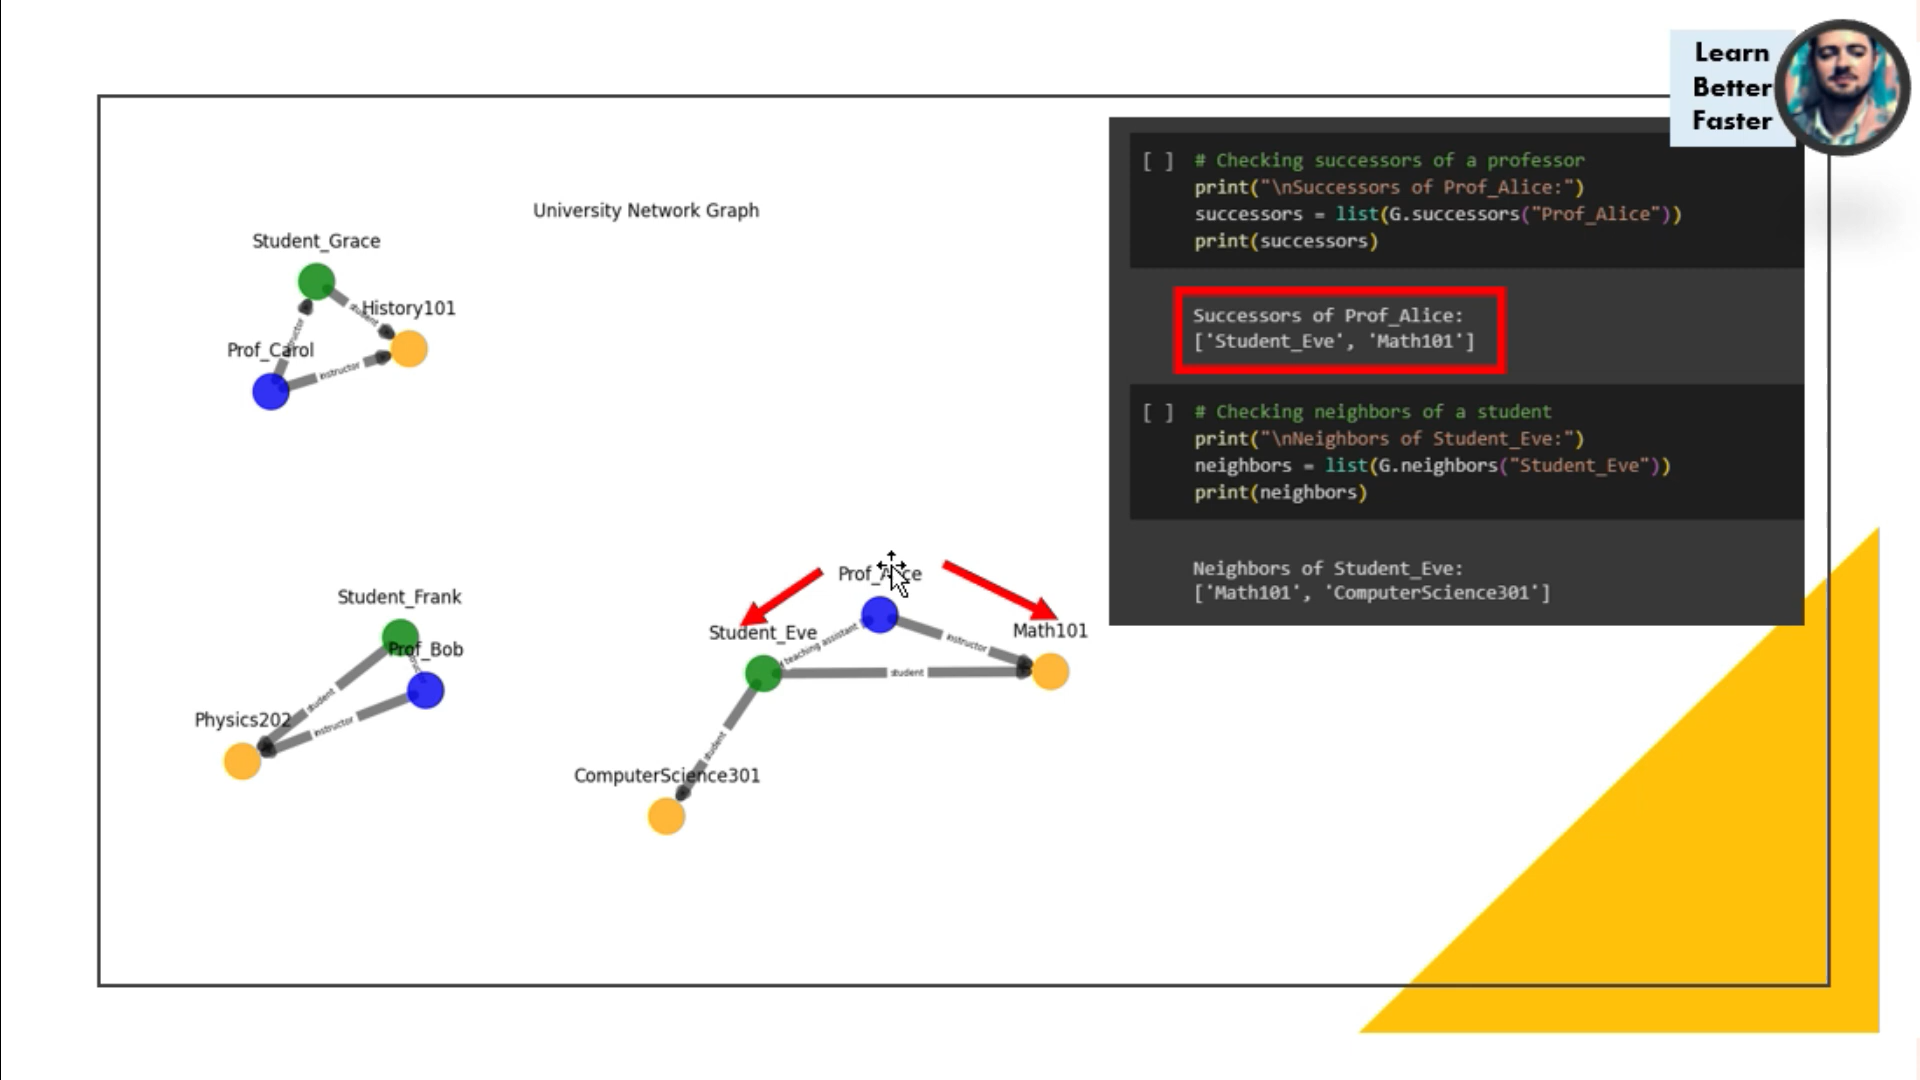 Learn
Better
Faster
University Network Graph
Student_Grace
student
History101
Prof_Carol
instructor
Student_Frank
Prof_Bob
student
Physics202
instructor
Student_Eve
teaching assistant
instructor
Math101
student
student
ComputerScience301
[ ] # Checking successors of a professor
print("\nSuccessors of Prof_Alice:")
successors = list(G.successors("Prof_Alice"))
print(successors)
Successors of Prof_Alice:
['Student_Eve', 'Math101']
[ ] # Checking neighbors of a student
print("\nNeighbors of Student_Eve:")
neighbors = list(G.neighbors("Student_Eve"))
print(neighbors)
Neighbors of Student_Eve:
['Math101', 'ComputerScience301']